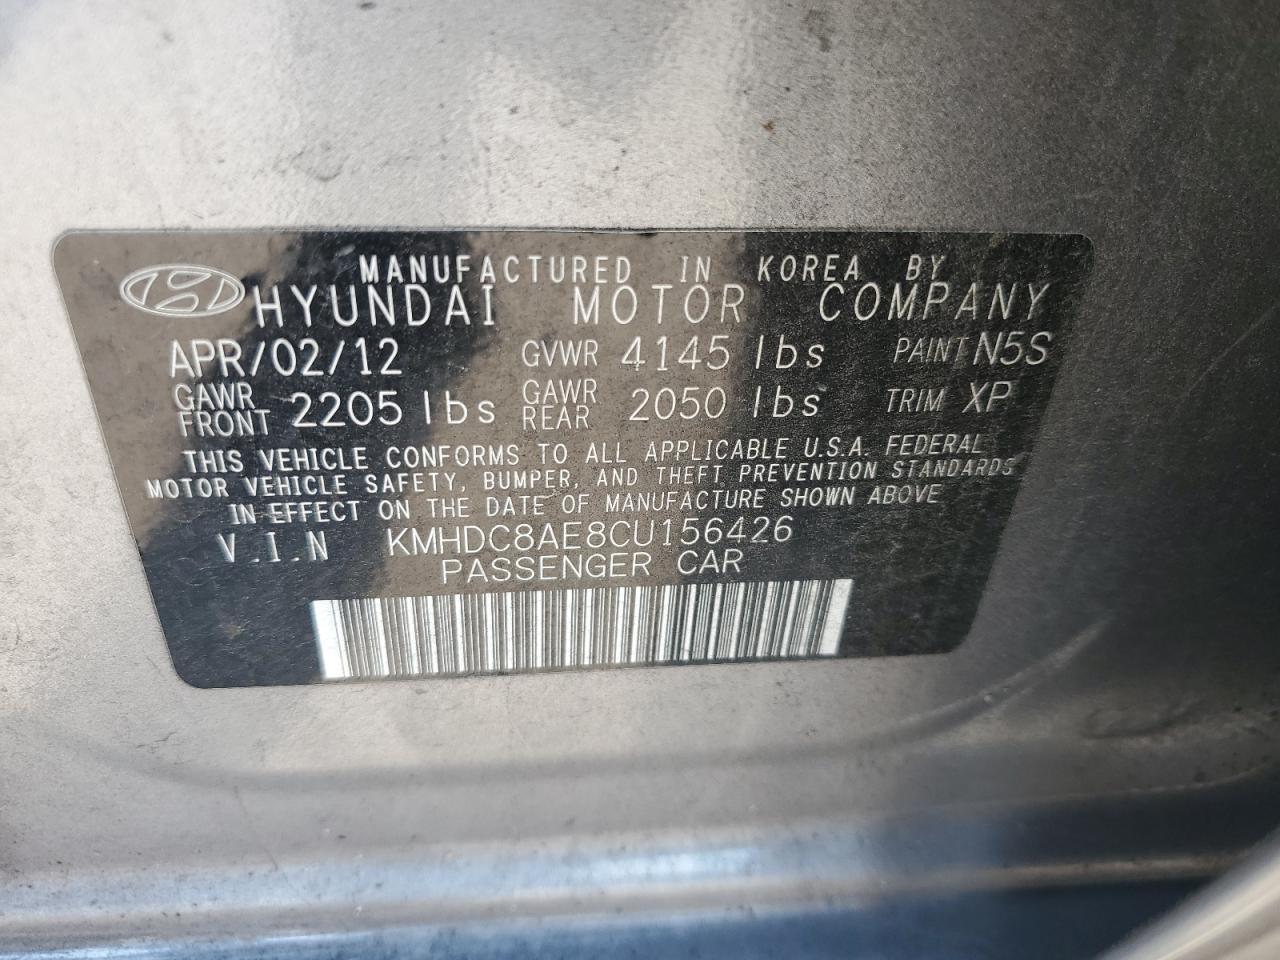 MANUFACTURED IN KOREA BY
HYUNDAI MOTOR COMPANY
APR/02/12 GVWR 4145 lbs PAINT N5S
GAWR FRONT 2205 lbs GAWR REAR 2050 lbs TRIM XP
THIS VEHICLE CONFORMS TO ALL APPLICABLE U.S.A. FEDERAL
MOTOR VEHICLE SAFETY, BUMPER, AND THEFT PREVENTION STANDARDS
IN EFFECT ON THE DATE OF MANUFACTURE SHOWN ABOVE
V.I.N KMHDC8AE8CU156426
PASSENGER CAR